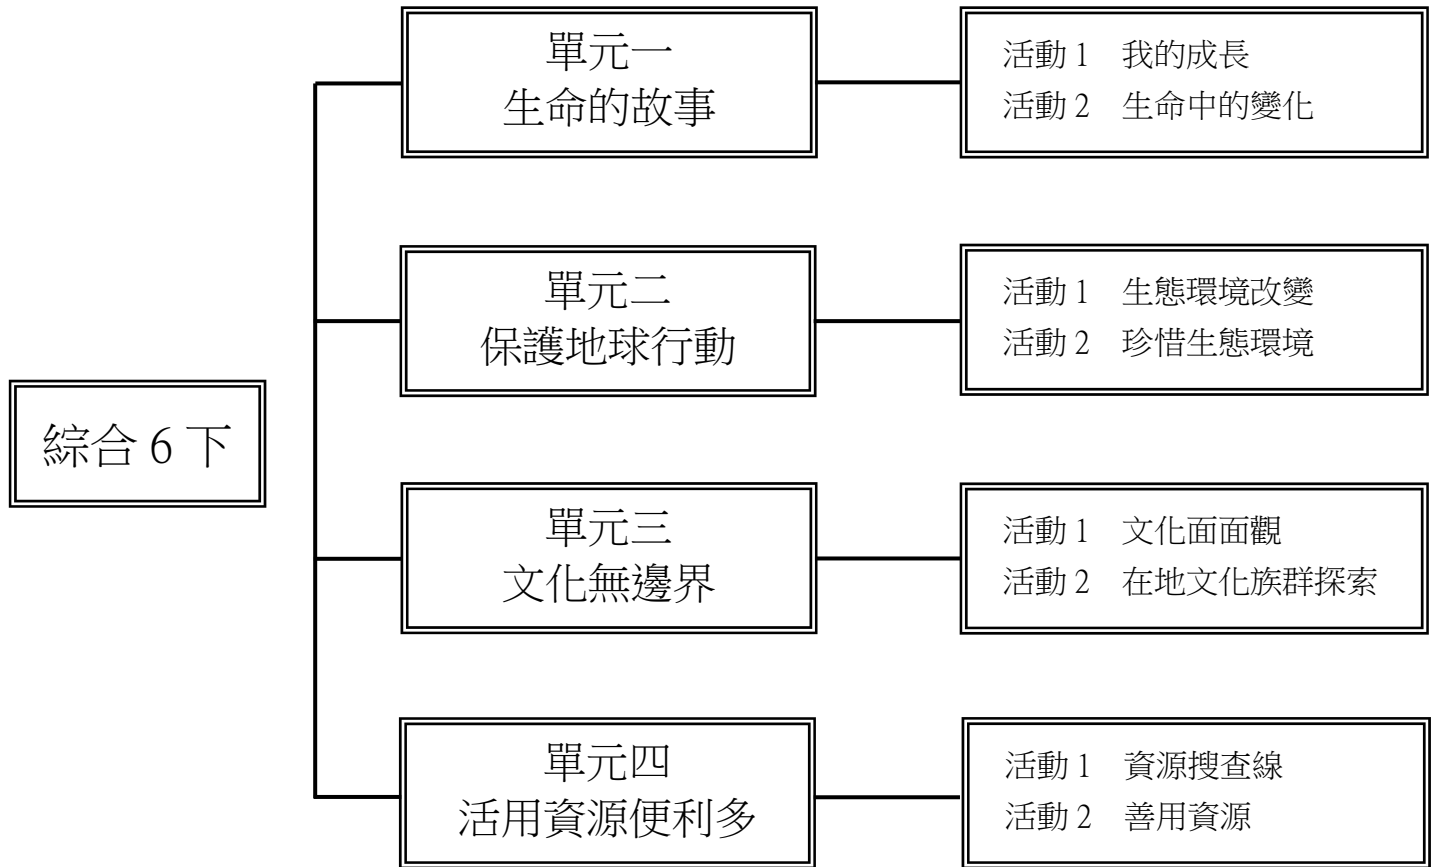 單元一
生命的故事
活動 1　我的成長
活動 2　生命中的變化
單元二
保護地球行動
活動 1　生態環境改變
活動 2　珍惜生態環境
綜合 6 下
單元三
文化無邊界
活動 1　文化面面觀
活動 2　在地文化族群探索
單元四
活用資源便利多
活動 1　資源搜查線
活動 2　善用資源